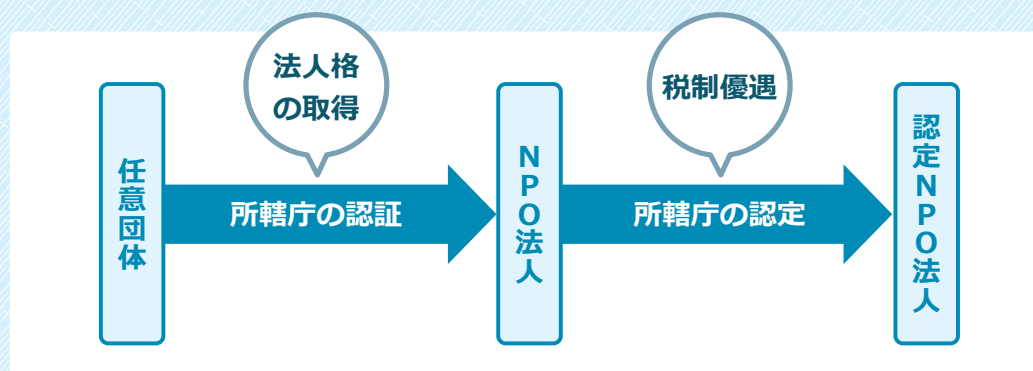 法人格
の取得
税制優遇
任意団体
所轄庁の認証
NPO法人
所轄庁の認定
認定NPO法人